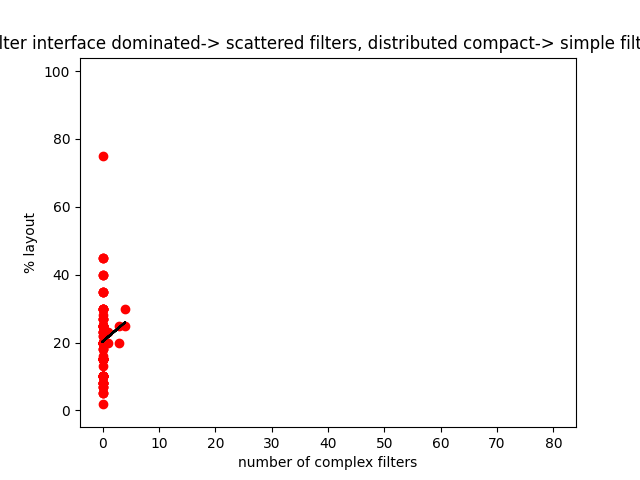 lter interface dominated-> scattered filters, distributed compact-> simple filt
100
80
60
40
20
0
% layout
0 10 20 30 40 50 60 70 80
number of complex filters